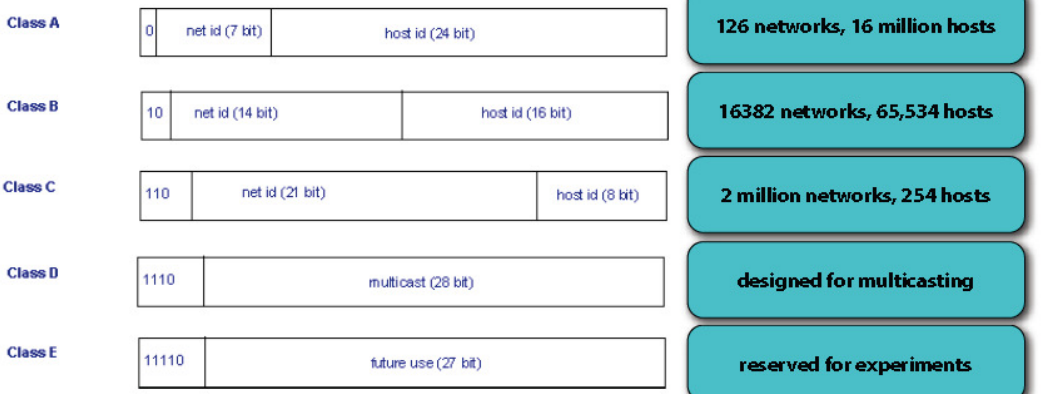 Class A
0 net id (7 bit) host id (24 bit)
126 networks, 16 million hosts
Class B
10 net id (14 bit) host id (16 bit)
16382 networks, 65,534 hosts
Class C
110 net id (21 bit) host id (8 bit)
2 million networks, 254 hosts
Class D
1110 multicast (28 bit)
designed for multicasting
Class E
11110 future use (27 bit)
reserved for experiments